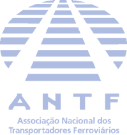 ANTF
Associação Nacional dos
Transportadores Ferroviários